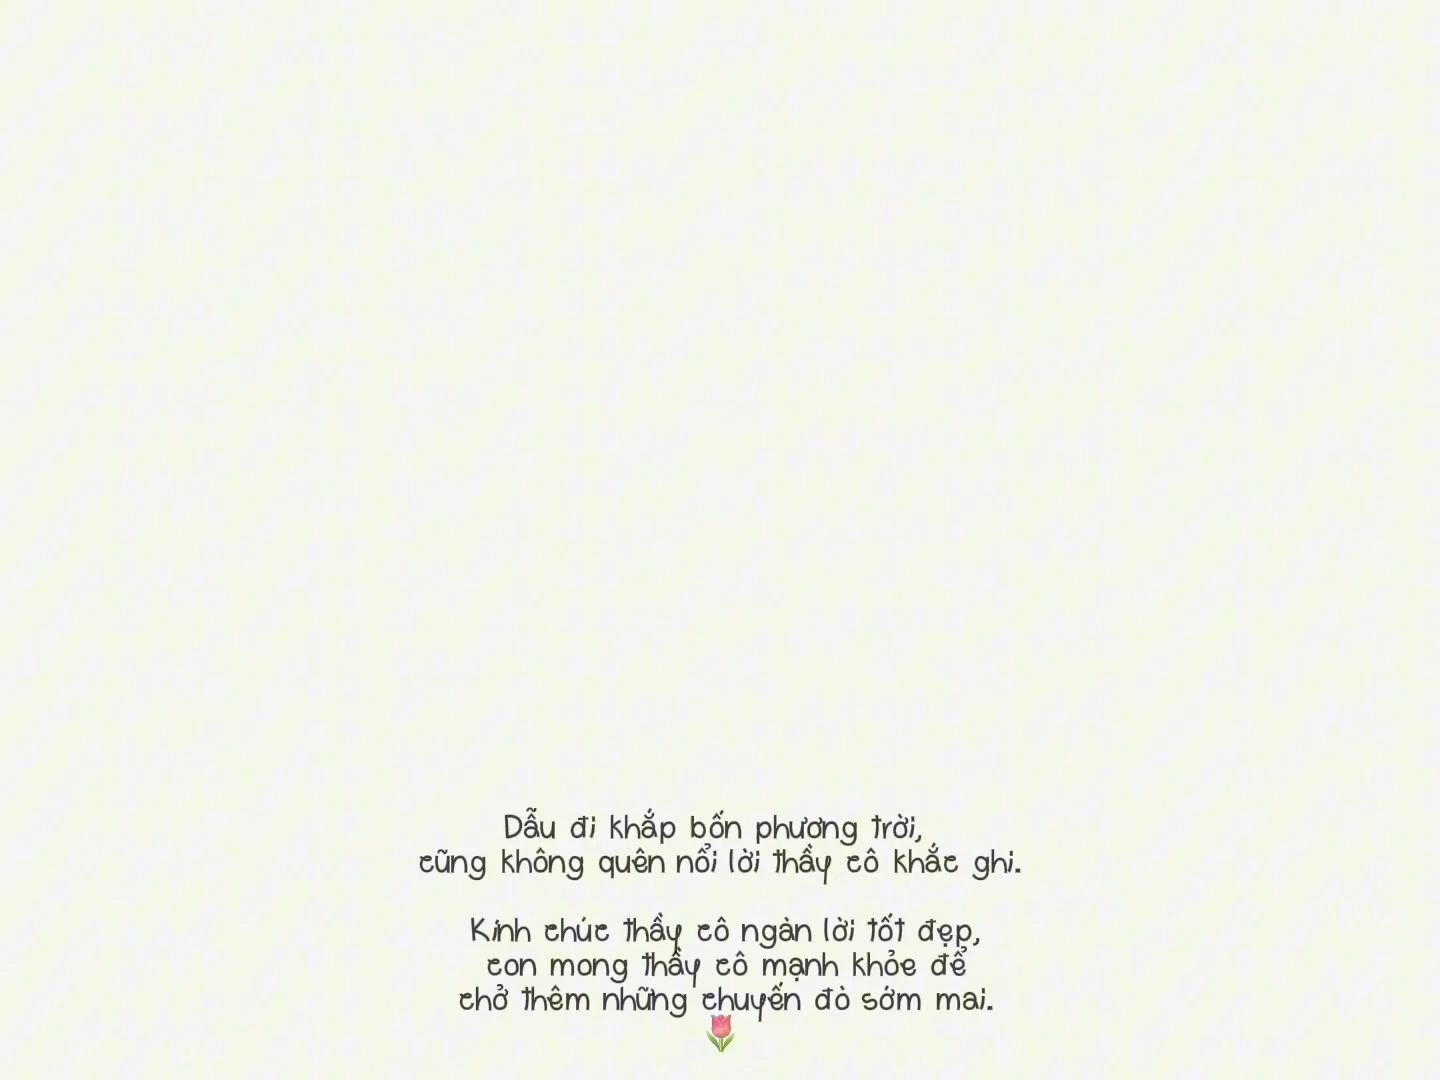 Dẫu đi khắp bốn phương trời,
cũng không quên nổi lời thầy cô khắc ghi.
Kính chúc thầy cô ngàn lời tốt đẹp,
con mong thầy cô mạnh khỏe để
chở thêm những chuyến đò sớm mai.
🌷